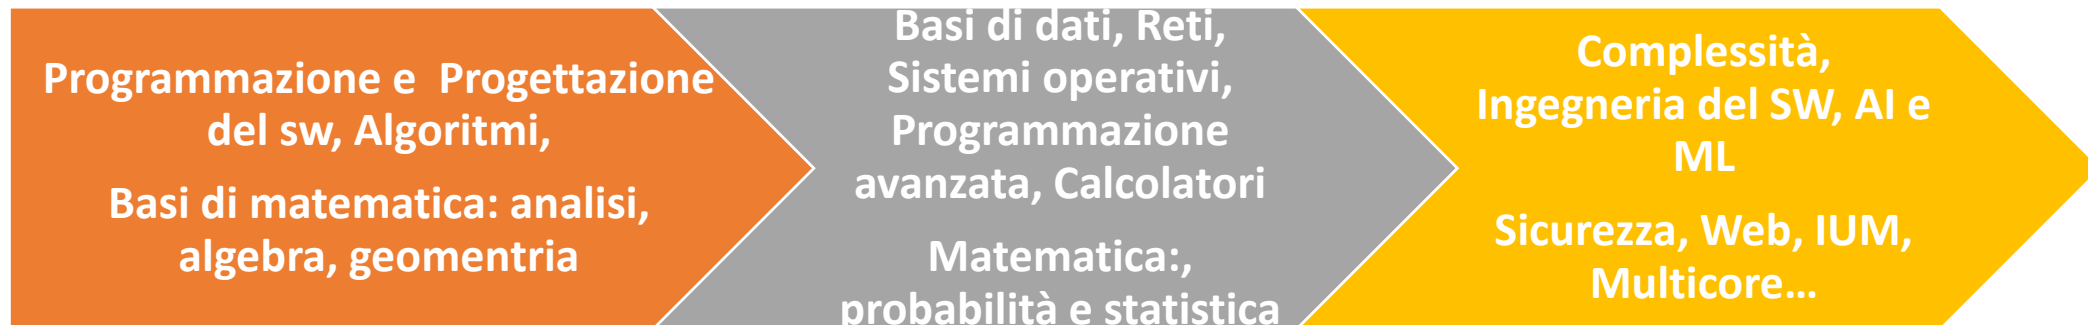 Programmazione e Progettazione
del sw, Algoritmi,
Basi di matematica: analisi,
algebra, geomentria
Basi di dati, Reti,
Sistemi operativi,
Programmazione
avanzata, Calcolatori
Matematica:,
probabilità e statistica
Complessità,
Ingegneria del SW, AI e
ML
Sicurezza, Web, IUM,
Multicore…